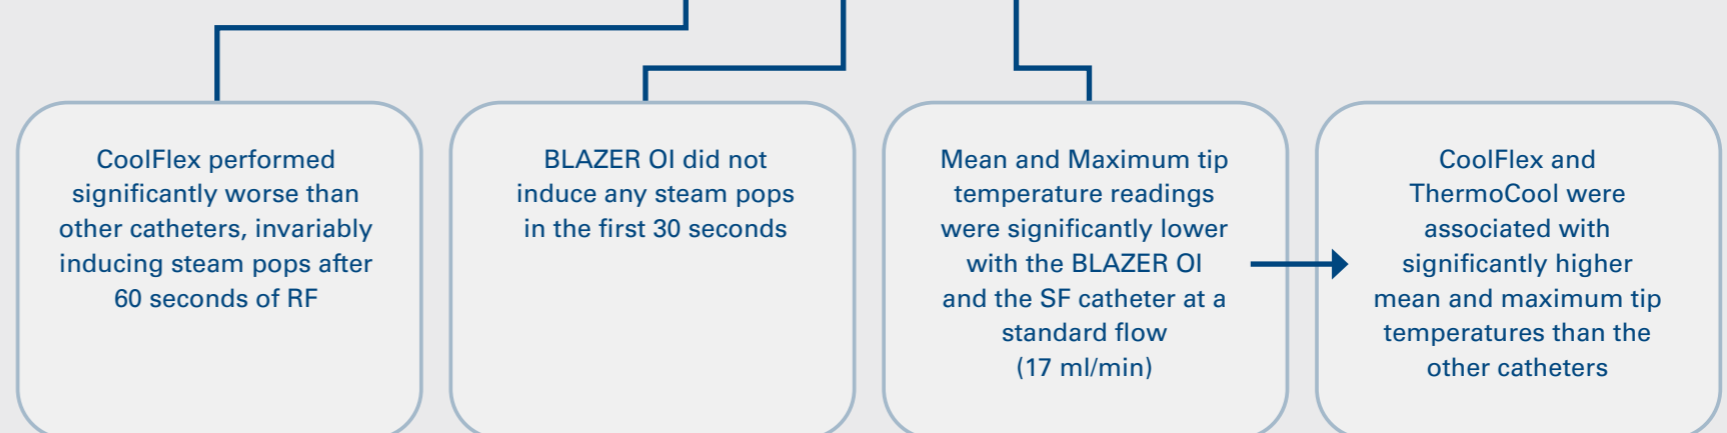 CoolFlex performed
significantly worse than
other catheters, invariably
inducing steam pops after
60 seconds of RF
BLAZER OI did not
induce any steam pops
in the first 30 seconds
Mean and Maximum tip
temperature readings
were significantly lower
with the BLAZER OI
and the SF catheter at a
standard flow
(17 ml/min)
CoolFlex and
ThermoCool were
associated with
significantly higher
mean and maximum tip
temperatures than the
other catheters